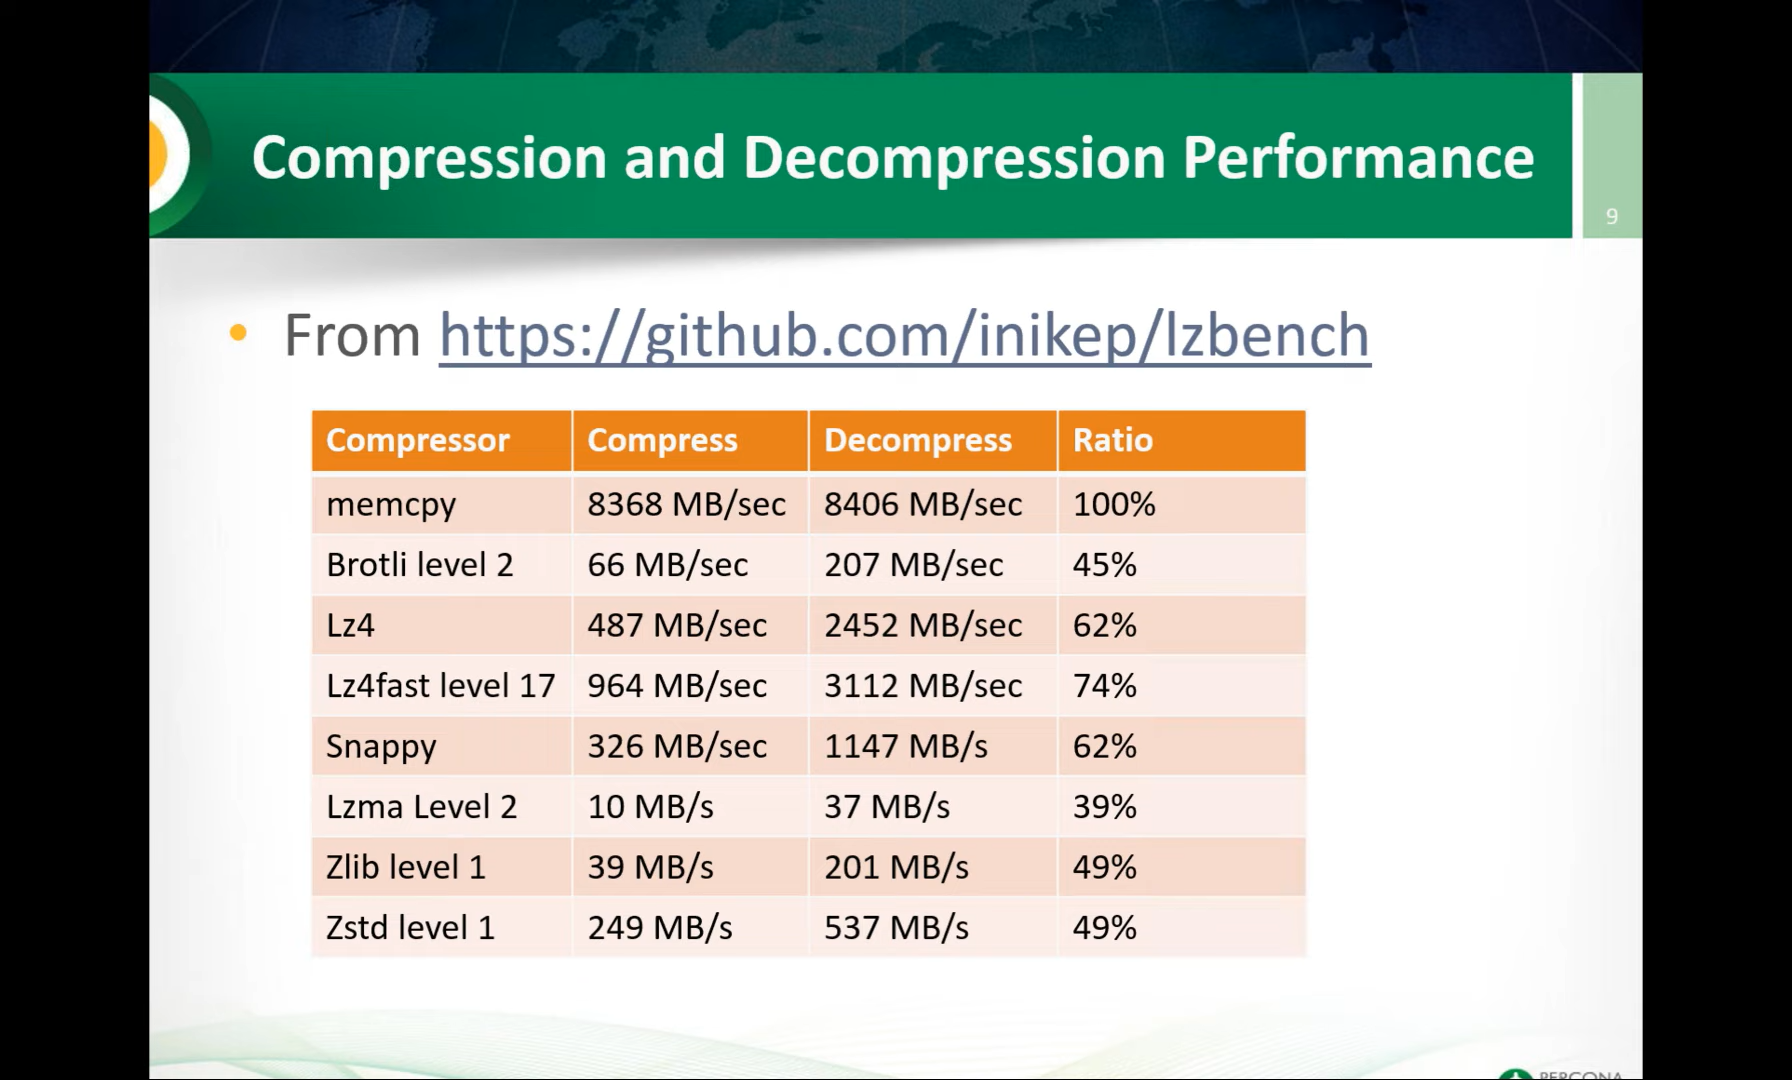 Compression and Decompression Performance
9
• From https://github.com/inikep/lzbench
Compressor Compress Decompress Ratio
memcpy 8368 MB/sec 8406 MB/sec 100%
Brotli level 2 66 MB/sec 207 MB/sec 45%
Lz4 487 MB/sec 2452 MB/sec 62%
Lz4fast level 17 964 MB/sec 3112 MB/sec 74%
Snappy 326 MB/sec 1147 MB/s 62%
Lzma Level 2 10 MB/s 37 MB/s 39%
Zlib level 1 39 MB/s 201 MB/s 49%
Zstd level 1 249 MB/s 537 MB/s 49%
PERCONA